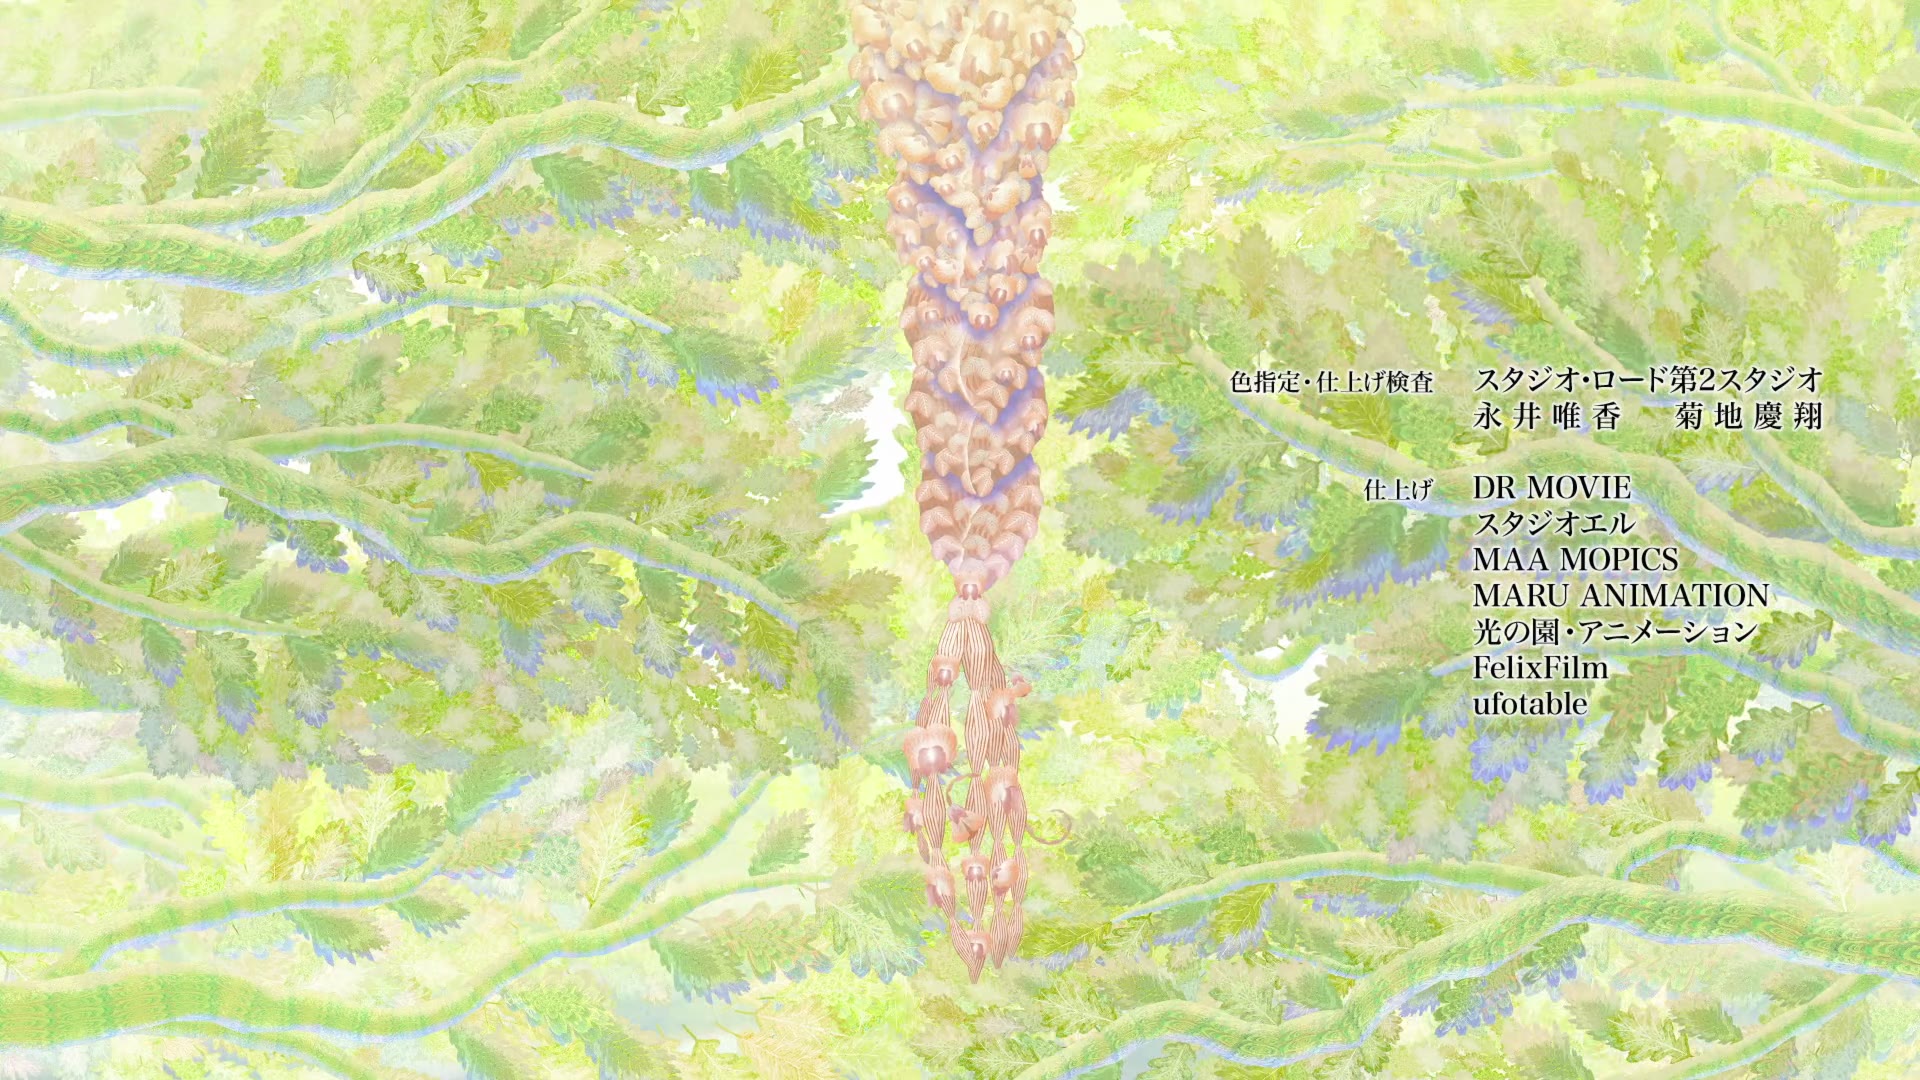 色指定・仕上げ検査 スタジオ・ロード第2スタジオ
永井唯香 菊地慶翔
仕上げ DR MOVIE
スタジオエル
MAA MOPICS
MARU ANIMATION
光の園・アニメーション
FelixFilm
ufotable